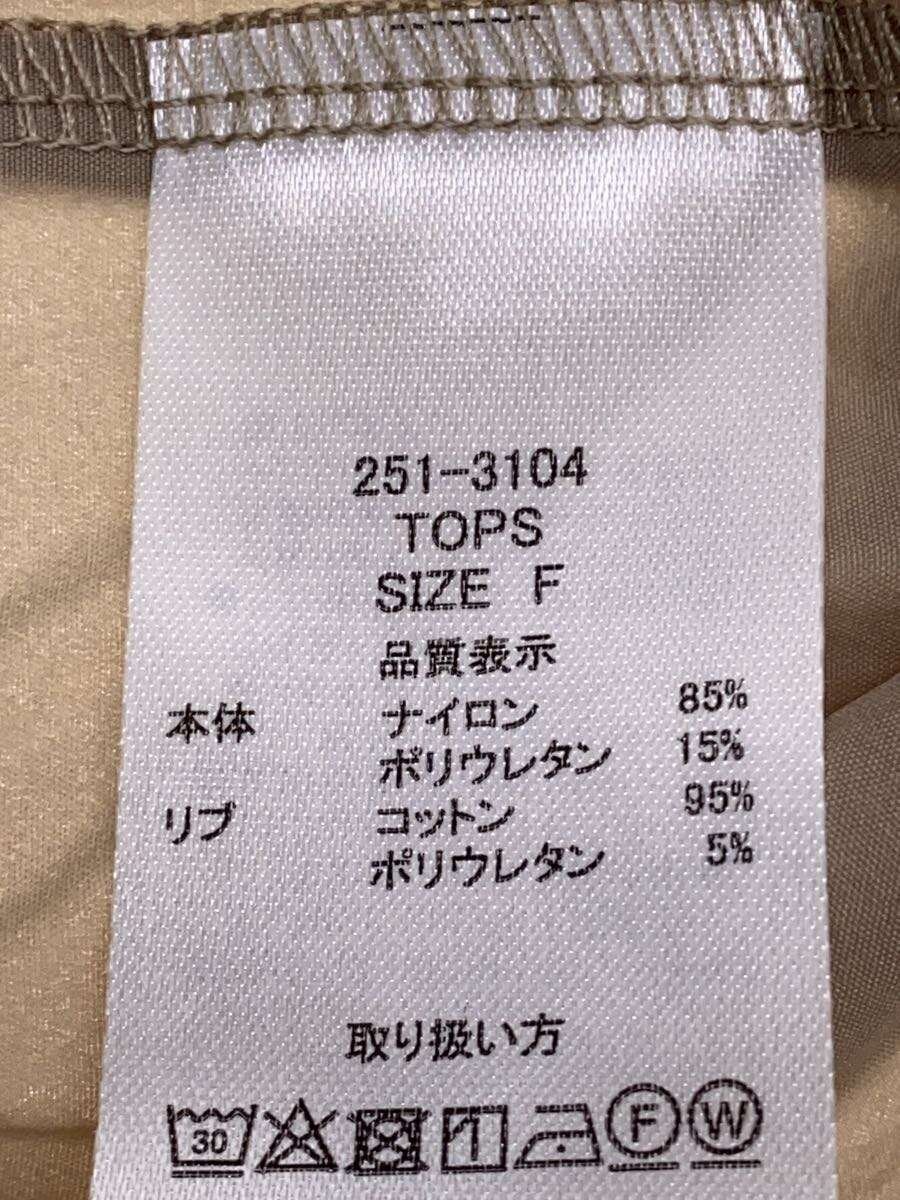 251-3104
TOPS
SIZE F
品質表示
本体 ナイロン 85%
ポリウレタン 15%
リブ コットン 95%
ポリウレタン 5%
取り扱い方
30 F W